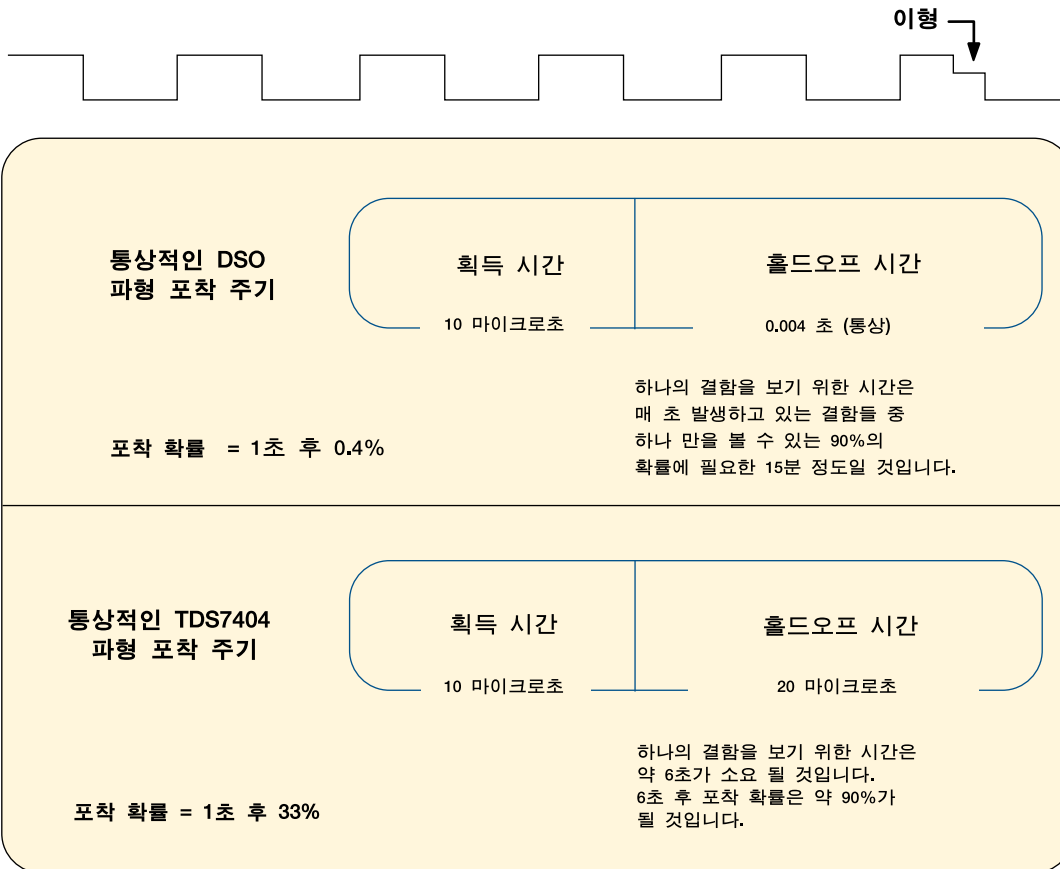 이형
통상적인 DSO
파형 포착 주기
획득 시간
홀드오프 시간
10 마이크로초
0.004 초 (통상)
하나의 결함을 보기 위한 시간은
매 초 발생하고 있는 결함들 중
하나 만을 볼 수 있는 90%의
확률에 필요한 15분 정도일 것입니다.
포착 확률 = 1초 후 0.4%
통상적인 TDS7404
파형 포착 주기
획득 시간
홀드오프 시간
10 마이크로초
20 마이크로초
하나의 결함을 보기 위한 시간은
약 6초가 소요 될 것입니다.
6초 후 포착 확률은 약 90%가
될 것입니다.
포착 확률 = 1초 후 33%